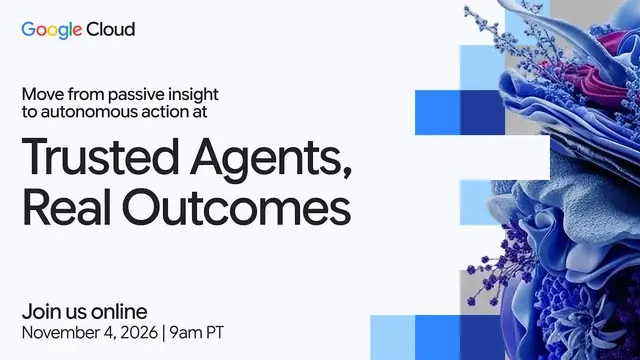 Google Cloud
Move from passive insight
to autonomous action at
Trusted Agents,
Real Outcomes
Join us online
November 4, 2026 | 9am PT